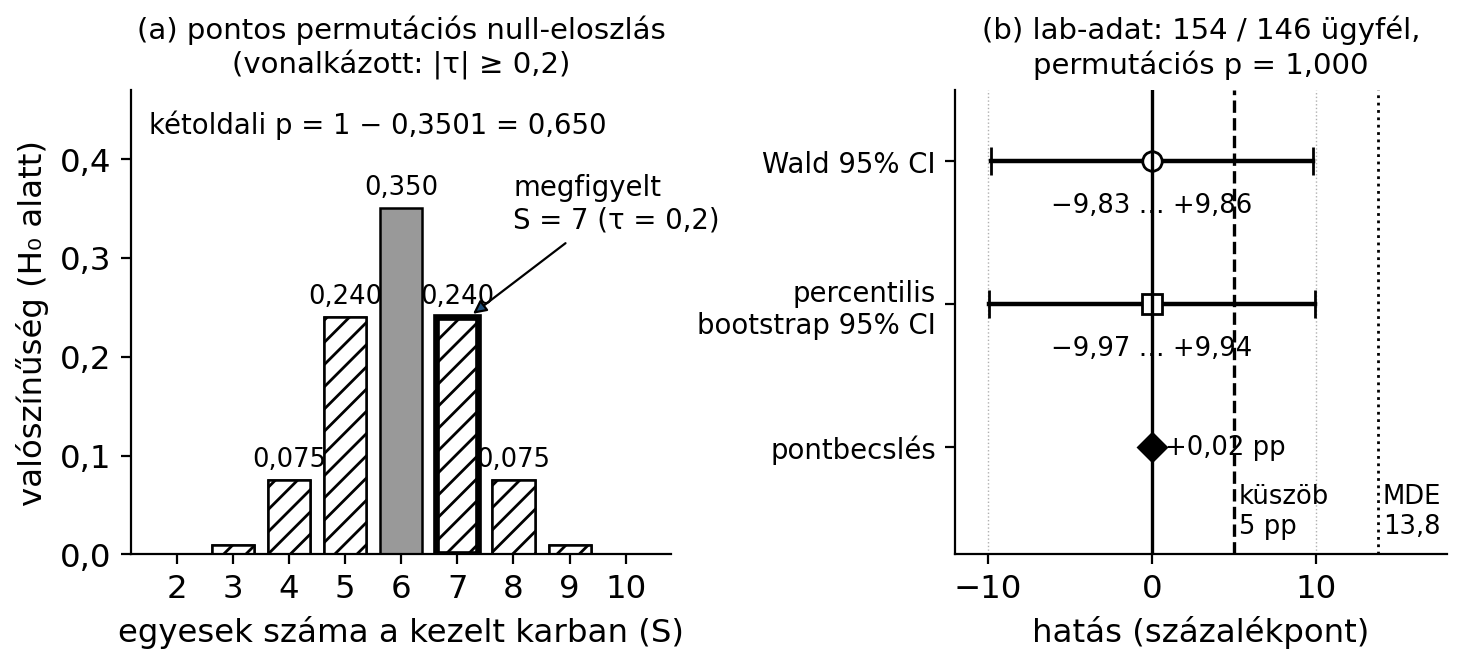 (a) pontos permutációs null-eloszlás
(vonalkázott: |τ| ≥ 0,2)
kétoldali p = 1 − 0,3501 = 0,650
megfigyelt
S = 7 (τ = 0,2)
0,350
0,240
0,240
0,075
0,075
valószínűség (H₀ alatt)
0,4
0,3
0,2
0,1
0,0
2 3 4 5 6 7 8 9 10
egyesek száma a kezelt karban (S)
(b) lab-adat: 154 / 146 ügyfél,
permutációs p = 1,000
Wald 95% CI
−9,83 ... +9,86
percentilis
bootstrap 95% CI
−9,97 ... +9,94
pontbecslés
+0,02 pp
küszöb
5 pp
MDE
13,8
−10 0 10
hatás (százalékpont)